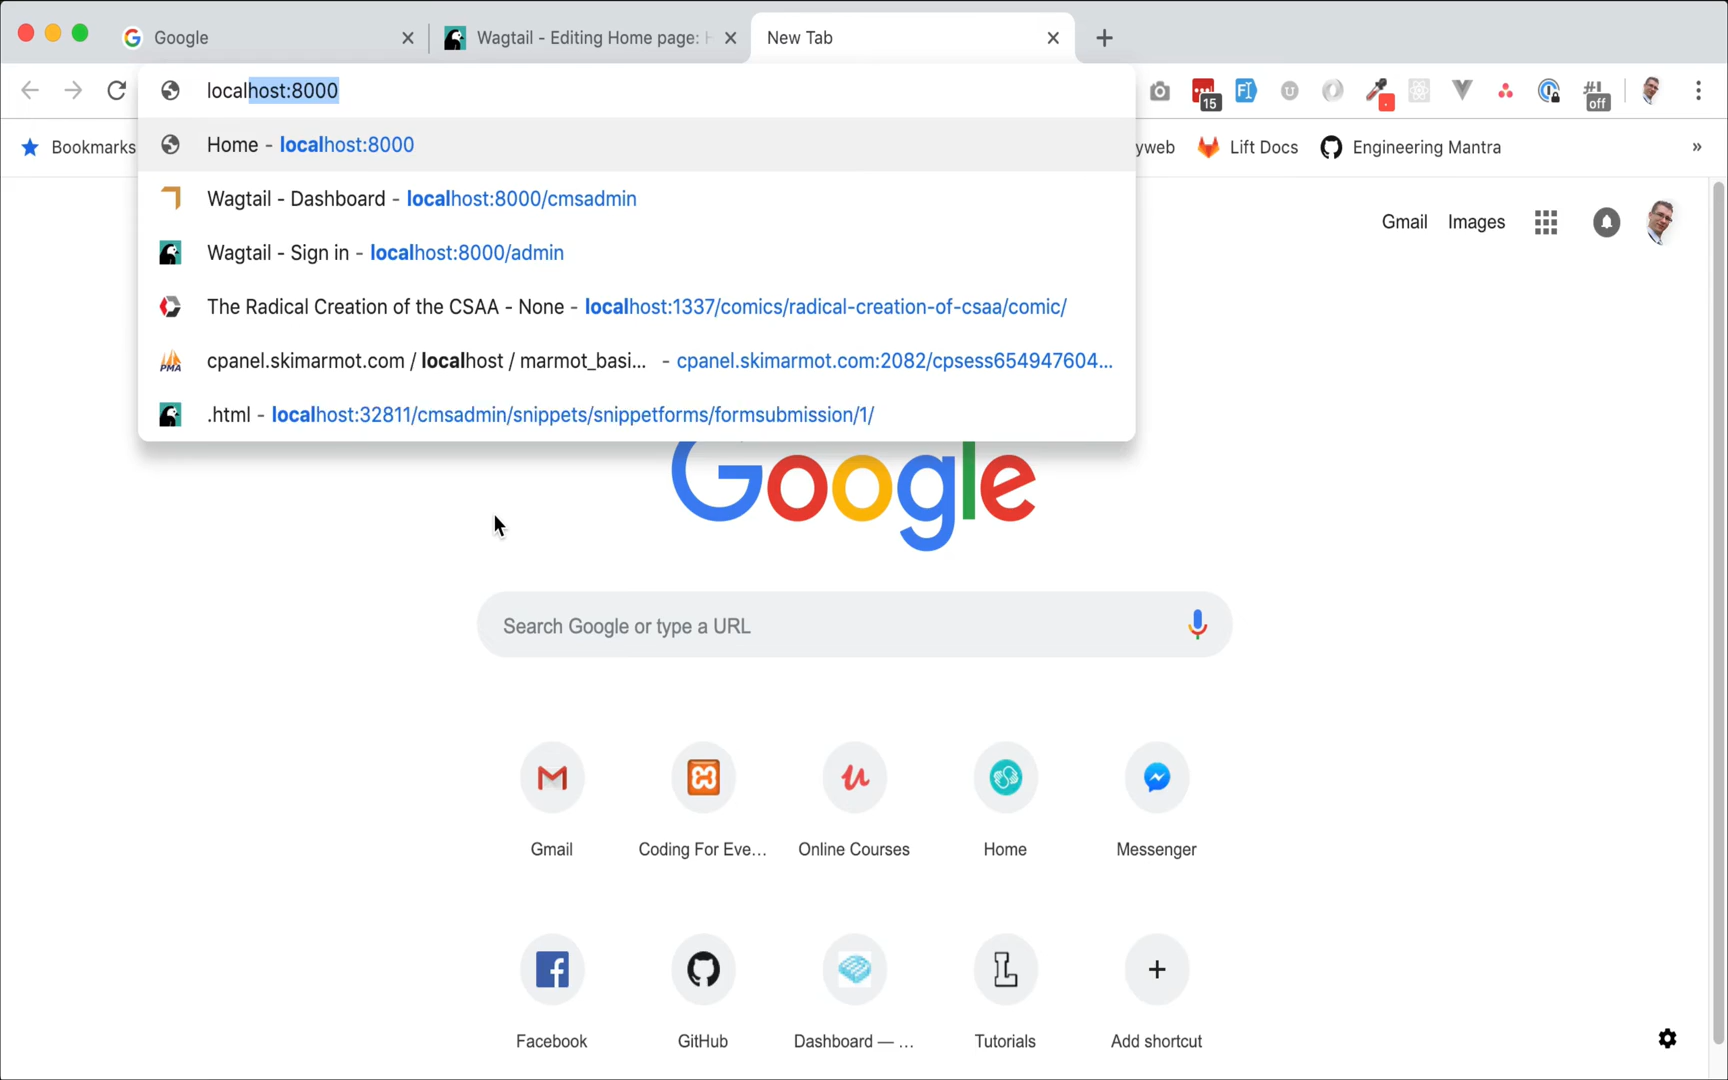 Google
Wagtail - Editing Home page: H
New Tab
localhost:8000
15
off
Bookmarks
Home - localhost:8000
yweb
Lift Docs
Engineering Mantra
»
Wagtail - Dashboard - localhost:8000/cmsadmin
Gmail
Images
Wagtail - Sign in - localhost:8000/admin
The Radical Creation of the CSAA - None - localhost:1337/comics/radical-creation-of-csaa/comic/
PMA
cpanel.skimarmot.com / localhost / marmot_basi... - cpanel.skimarmot.com:2082/cpsess654947604...
.html - localhost:32811/cmsadmin/snippets/snippetforms/formsubmission/1/
Google
Search Google or type a URL
Gmail
Coding For Eve...
Online Courses
Home
Messenger
Facebook
GitHub
Dashboard — ...
Tutorials
Add shortcut